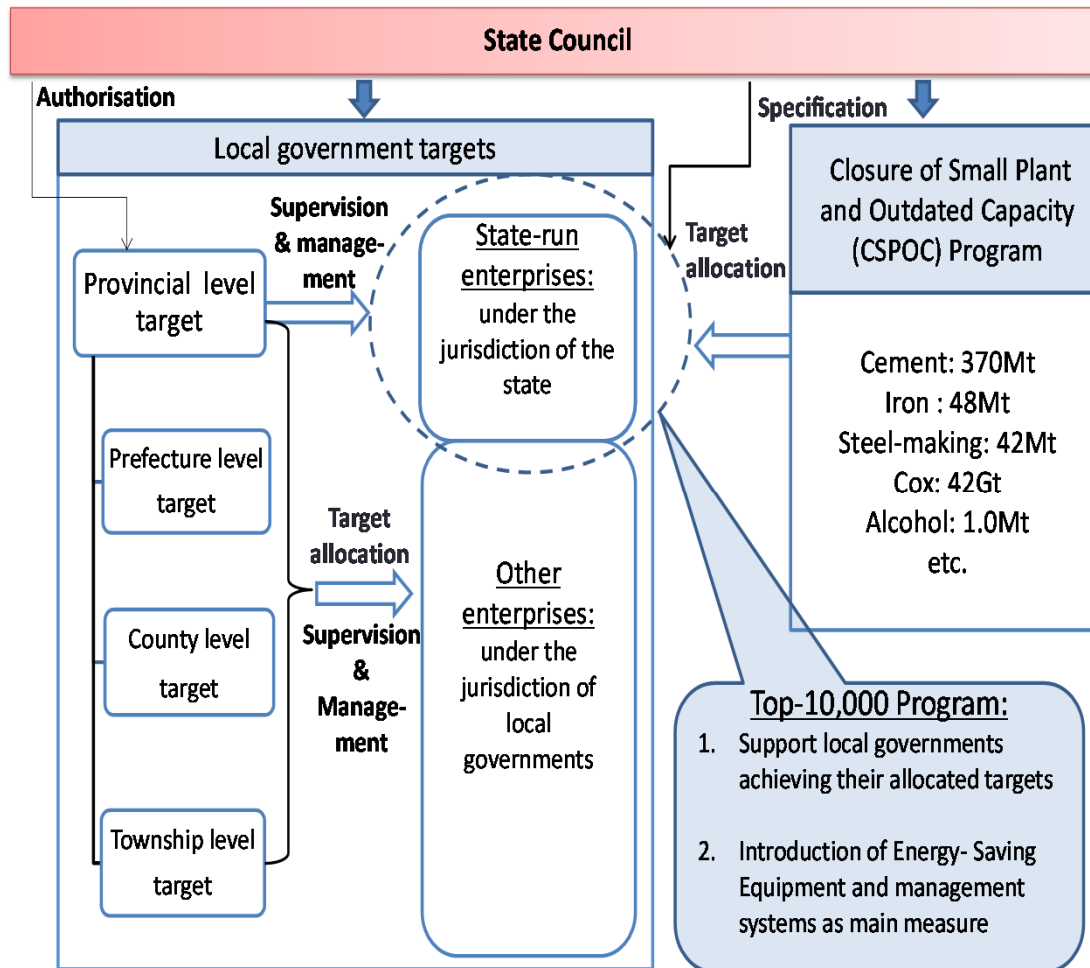 State Council
Authorisation
Specification
Local government targets
Closure of Small Plant
and Outdated Capacity
(CSPOC) Program
Supervision
& manage-
ment
State-run
enterprises:
under the
jurisdiction of the
state
Target
allocation
Provincial level
target
Cement: 370Mt
Iron : 48Mt
Steel-making: 42Mt
Cox: 42Gt
Alcohol: 1.0Mt
etc.
Prefecture level
target
Target
allocation
Supervision
&
Manage-
ment
Other
enterprises:
under the
jurisdiction of
local
governments
County level
target
Township level
target
Top-10,000 Program:
1. Support local governments
achieving their allocated targets
2. Introduction of Energy- Saving
Equipment and management
systems as main measure